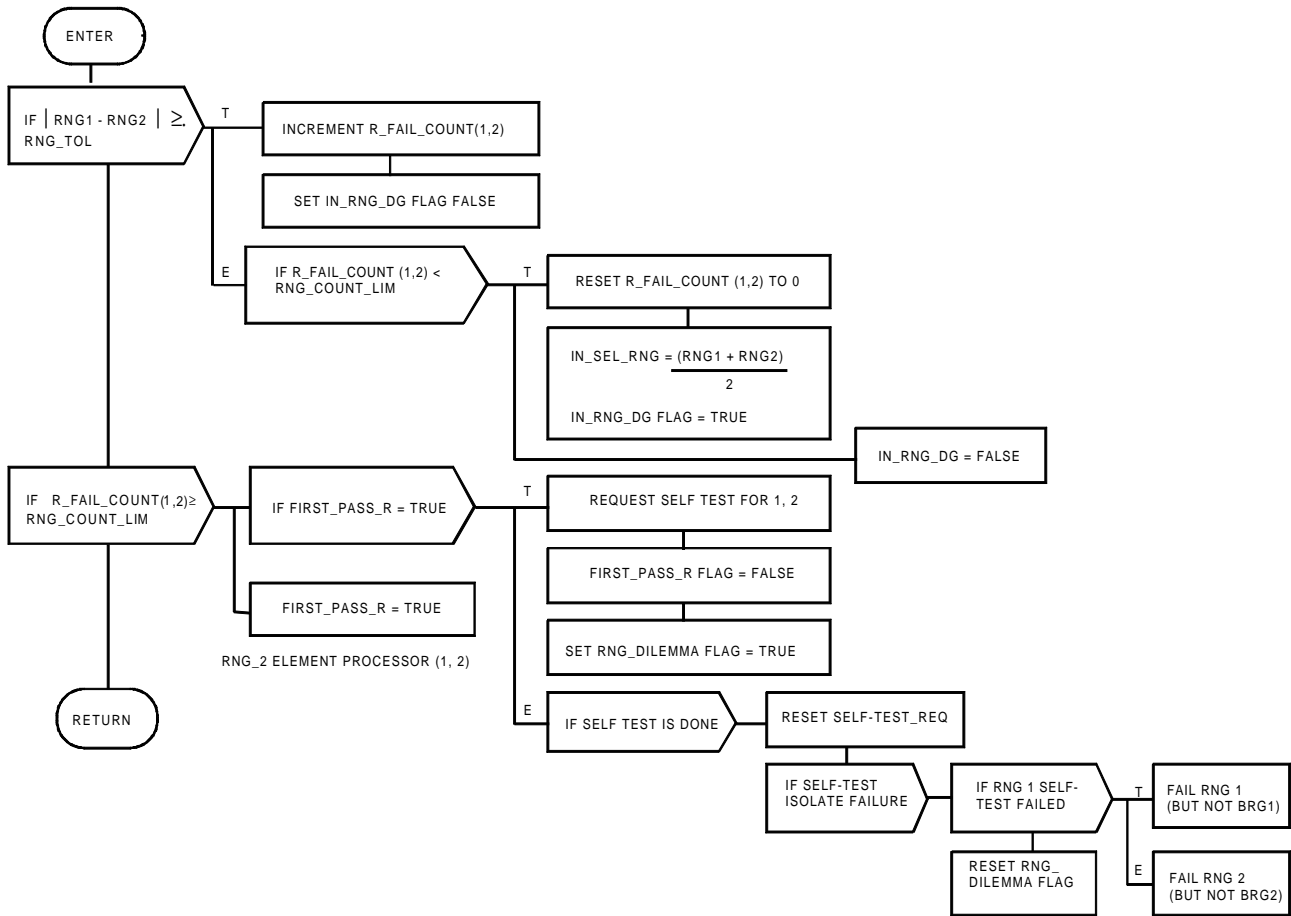 ENTER
IF | RNG1 - RNG2 | ≥.
RNG_TOL
T
INCREMENT R_FAIL_COUNT(1,2)
SET IN_RNG_DG FLAG FALSE
E
IF R_FAIL_COUNT (1,2) <
RNG_COUNT_LIM
T
RESET R_FAIL_COUNT (1,2) TO 0
IN_SEL_RNG = (RNG1 + RNG2)
2
IN_RNG_DG FLAG = TRUE
IN_RNG_DG = FALSE
IF R_FAIL_COUNT(1,2)≥
RNG_COUNT_LIM
IF FIRST_PASS_R = TRUE
T
REQUEST SELF TEST FOR 1, 2
FIRST_PASS_R FLAG = FALSE
FIRST_PASS_R = TRUE
SET RNG_DILEMMA FLAG = TRUE
RNG_2 ELEMENT PROCESSOR (1, 2)
RETURN
E
IF SELF TEST IS DONE
RESET SELF-TEST_REQ
IF SELF-TEST
ISOLATE FAILURE
IF RNG 1 SELF-
TEST FAILED
T
FAIL RNG 1
(BUT NOT BRG1)
RESET RNG_
DILEMMA FLAG
E
FAIL RNG 2
(BUT NOT BRG2)